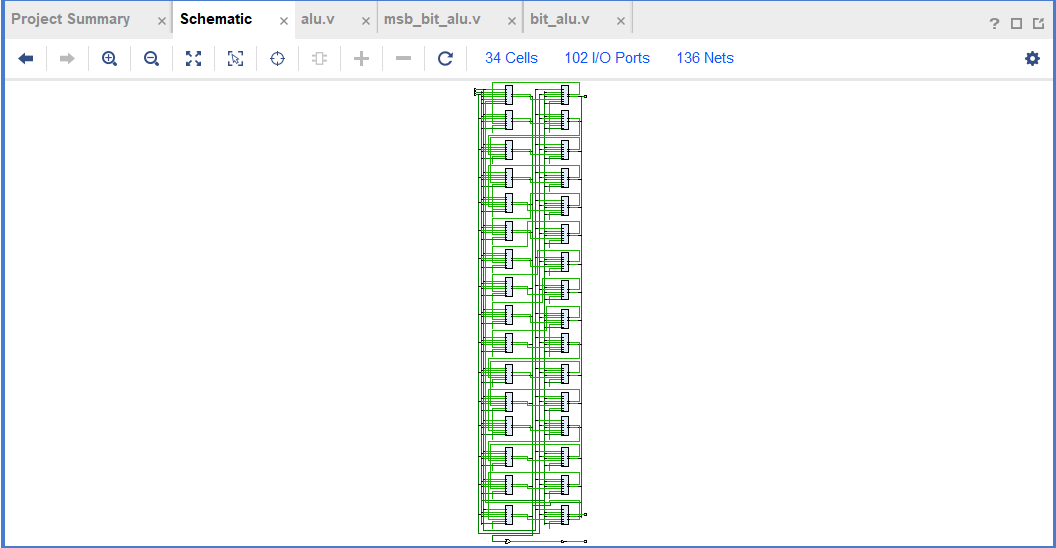 Project Summary × Schematic × alu.v × msb_bit_alu.v × bit_alu.v × ?
34 Cells 102 I/O Ports 136 Nets